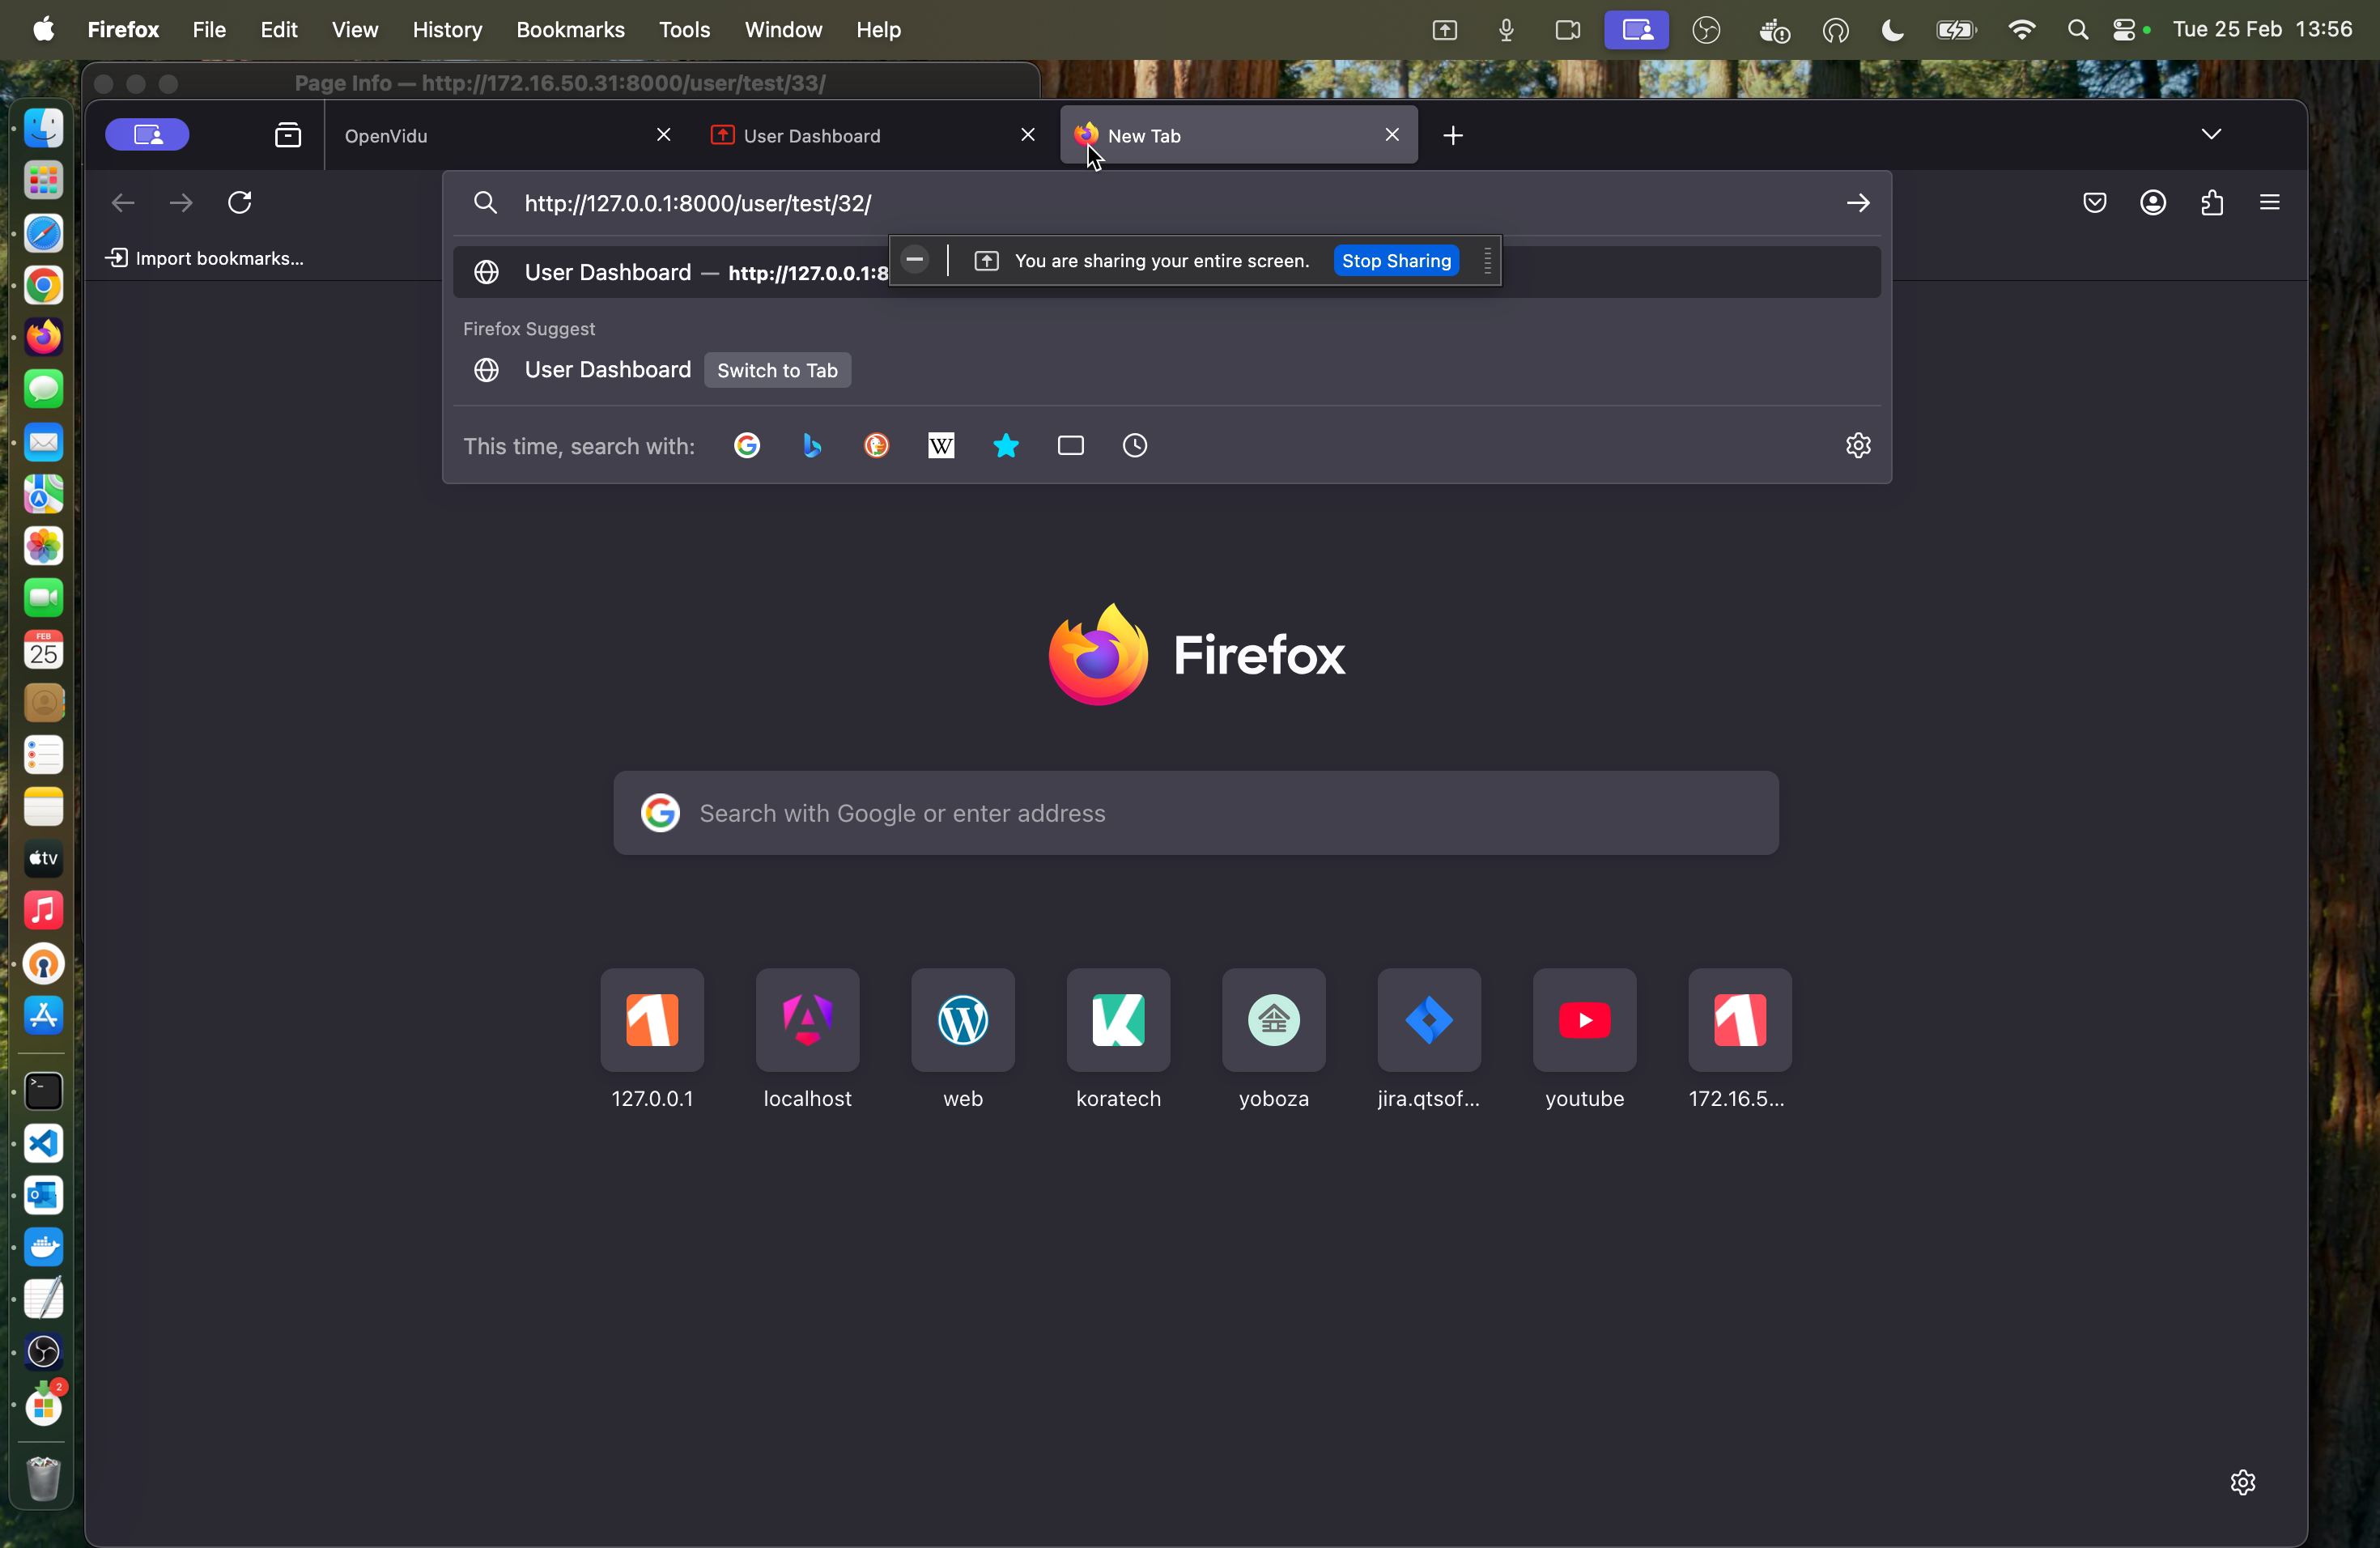 Firefox File Edit View History Bookmarks Tools Window Help Tue 25 Feb 13:56
Page Info — http://172.16.50.31:8000/user/test/33/
OpenVidu User Dashboard New Tab
http://127.0.0.1:8000/user/test/32/
Import bookmarks...
User Dashboard — http://127.0.0.1:8
You are sharing your entire screen. Stop Sharing
Firefox Suggest
User Dashboard Switch to Tab
This time, search with:
W
FEB
25
tv
Firefox
Search with Google or enter address
127.0.0.1 localhost web koratech yoboza jira.qtsof... youtube 172.16.5...
2